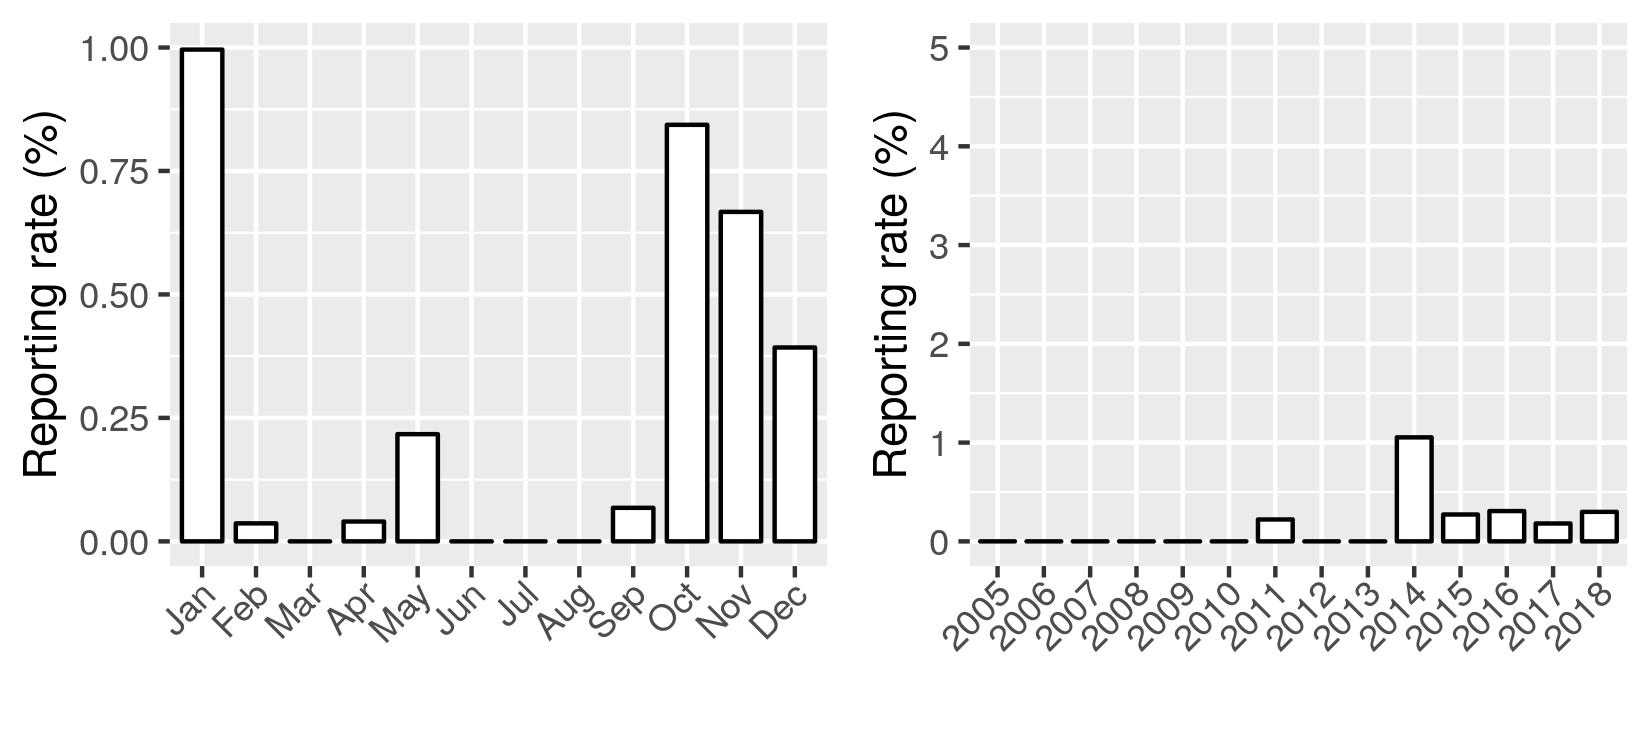 Reporting rate (%)
1.00
0.75
0.50
0.25
0.00
Jan Feb Mar Apr May Jun Jul Aug Sep Oct Nov Dec
Reporting rate (%)
5
4
3
2
1
0
2005 2006 2007 2008 2009 2010 2011 2012 2013 2014 2015 2016 2017 2018